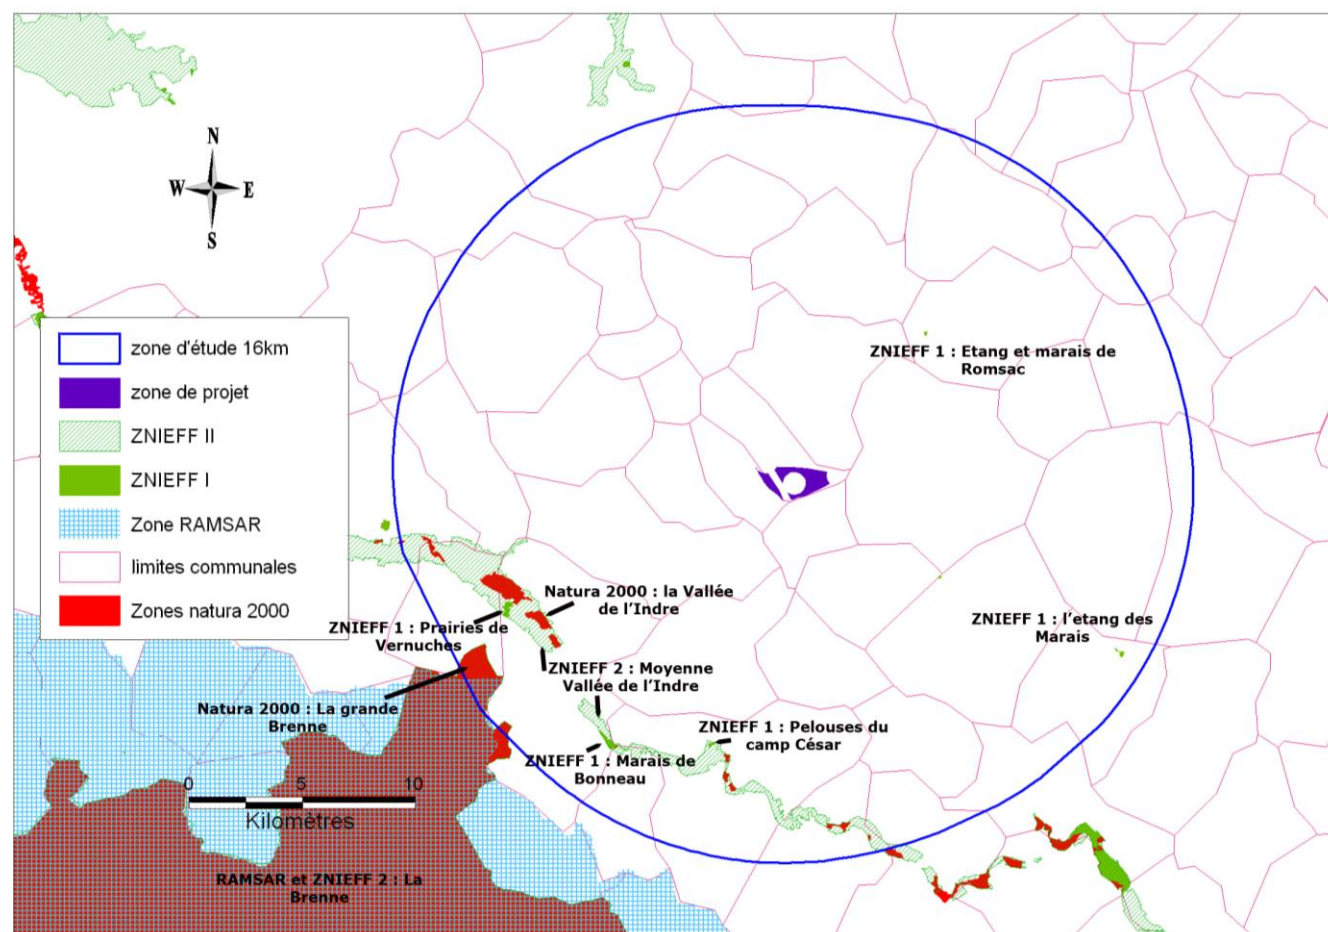 N
W E
S
zone d'étude 16km
zone de projet
ZNIEFF II
ZNIEFF I
Zone RAMSAR
limites communales
Zones natura 2000
ZNIEFF 1 : Etang et marais de
Romsac
Natura 2000 : la Vallée
de l'Indre
ZNIEFF 1 : Prairies de
Vernuches
ZNIEFF 1 : l'etang des
Marais
ZNIEFF 2 : Moyenne
Vallée de l'Indre
Natura 2000 : La grande
Brenne
ZNIEFF 1 : Pelouses du
camp César
ZNIEFF 1 : Marais de
Bonneau
0 5 10
Kilomètres
RAMSAR et ZNIEFF 2 : La
Brenne